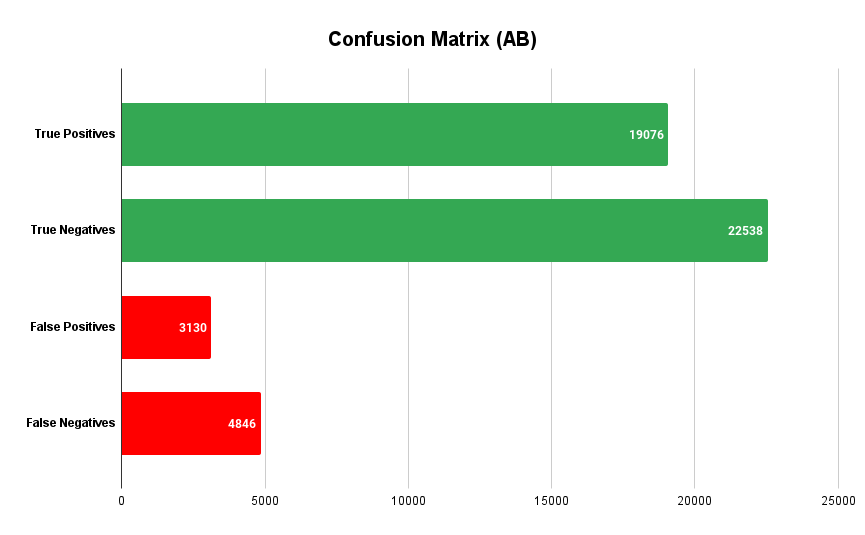 Confusion Matrix (AB)
True Positives
19076
True Negatives
22538
False Positives
3130
False Negatives
4846
0 5000 10000 15000 20000 25000